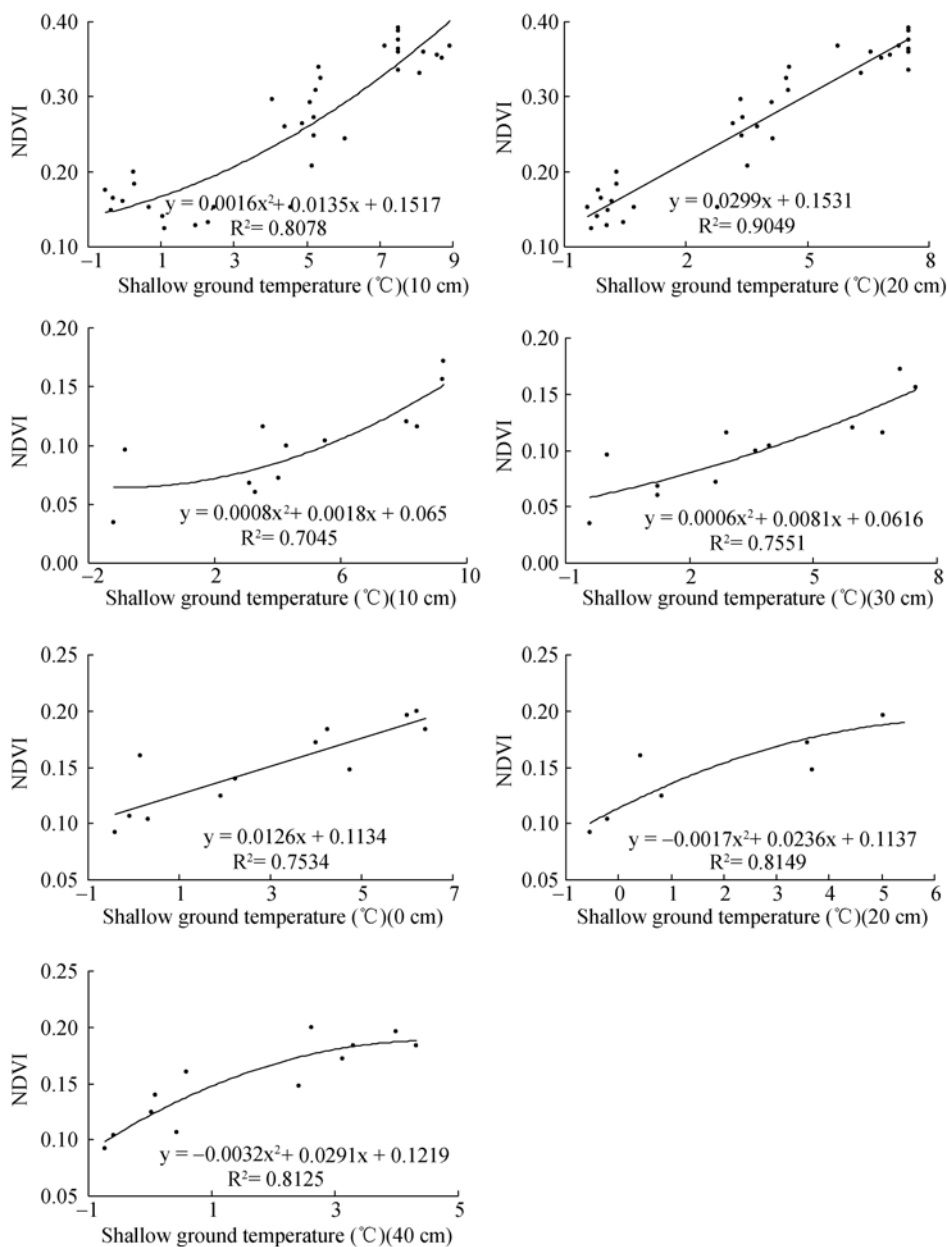 0.40
0.30
0.20
0.10
NDVI
y = 0.0016x²+ 0.0135x + 0.1517
R²= 0.8078
−1 1 3 5 7 9
Shallow ground temperature (℃)(10 cm)
0.40
0.30
0.20
0.10
NDVI
y = 0.0299x + 0.1531
R²= 0.9049
−1 2 5 8
Shallow ground temperature (℃)(20 cm)
0.20
0.15
0.10
0.05
0.00
NDVI
y = 0.0008x²+ 0.0018x + 0.065
R²= 0.7045
−2 2 6 10
Shallow ground temperature (℃)(10 cm)
0.20
0.15
0.10
0.05
0.00
NDVI
y = 0.0006x²+ 0.0081x + 0.0616
R²= 0.7551
−1 2 5 8
Shallow ground temperature (℃)(30 cm)
0.25
0.20
0.15
0.10
0.05
NDVI
y = 0.0126x + 0.1134
R²= 0.7534
−1 1 3 5 7
Shallow ground temperature (℃)(0 cm)
0.25
0.20
0.15
0.10
0.05
NDVI
y = −0.0017x²+ 0.0236x + 0.1137
R²= 0.8149
−1 0 1 2 3 4 5 6
Shallow ground temperature (℃)(20 cm)
0.25
0.20
0.15
0.10
0.05
NDVI
y = −0.0032x²+ 0.0291x + 0.1219
R²= 0.8125
−1 1 3 5
Shallow ground temperature (℃)(40 cm)